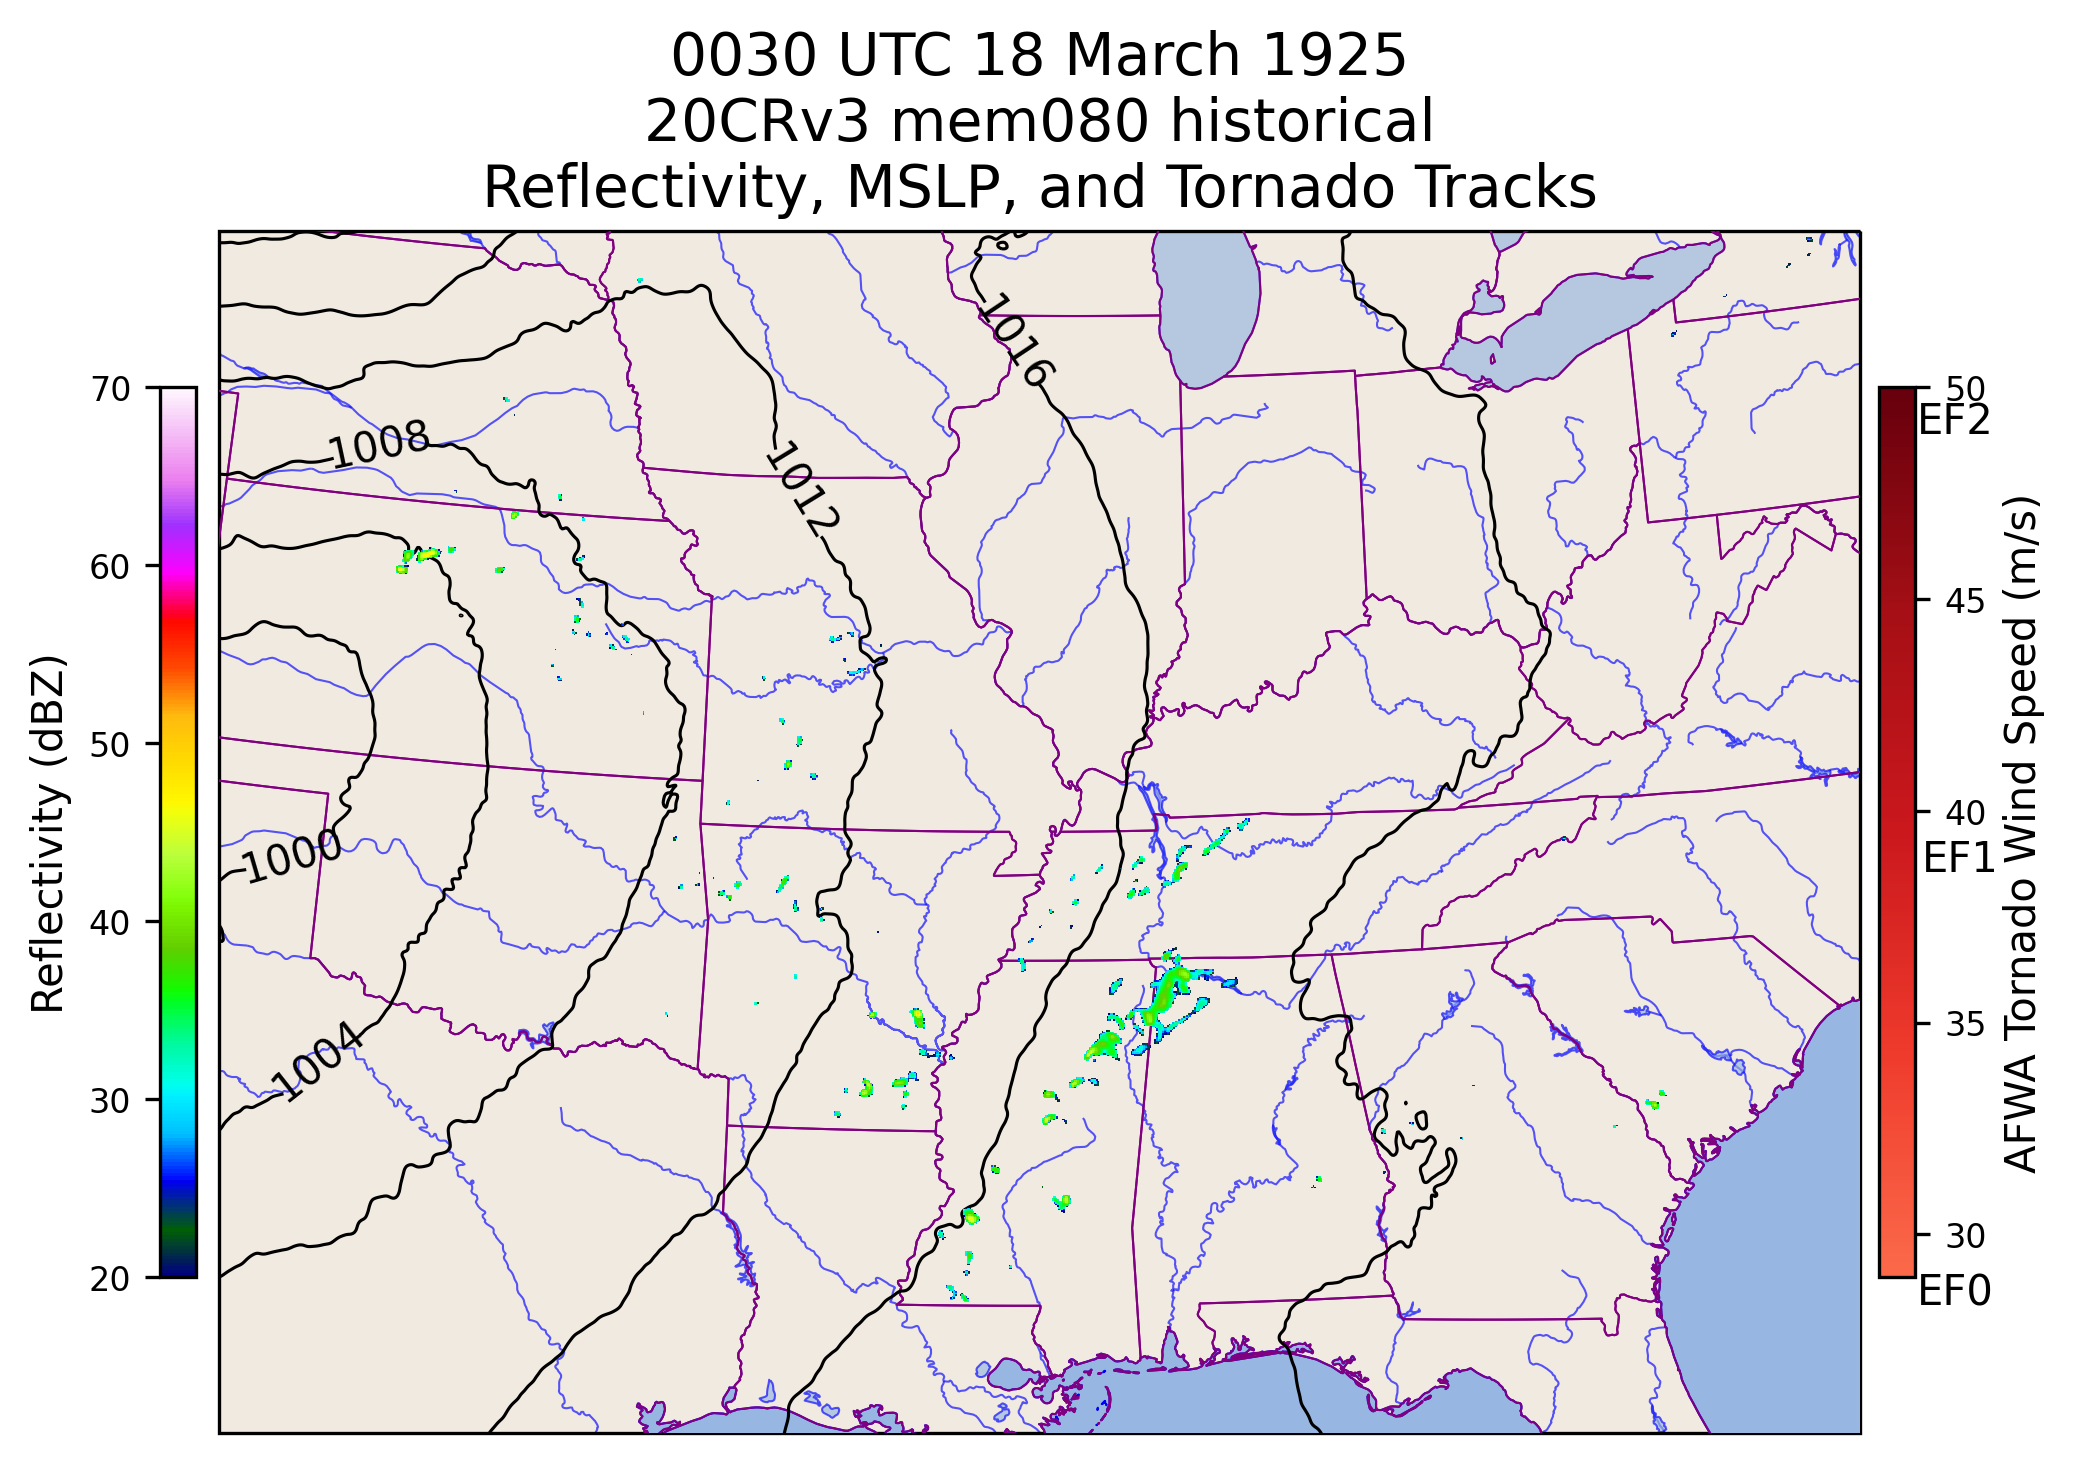 0030 UTC 18 March 1925
20CRv3 mem080 historical
Reflectivity, MSLP, and Tornado Tracks
70
60
50
40
30
20
Reflectivity (dBZ)
1016
1008
1012
1000
1004
50
EF2
45
40
EF1
35
30
EF0
AFWA Tornado Wind Speed (m/s)